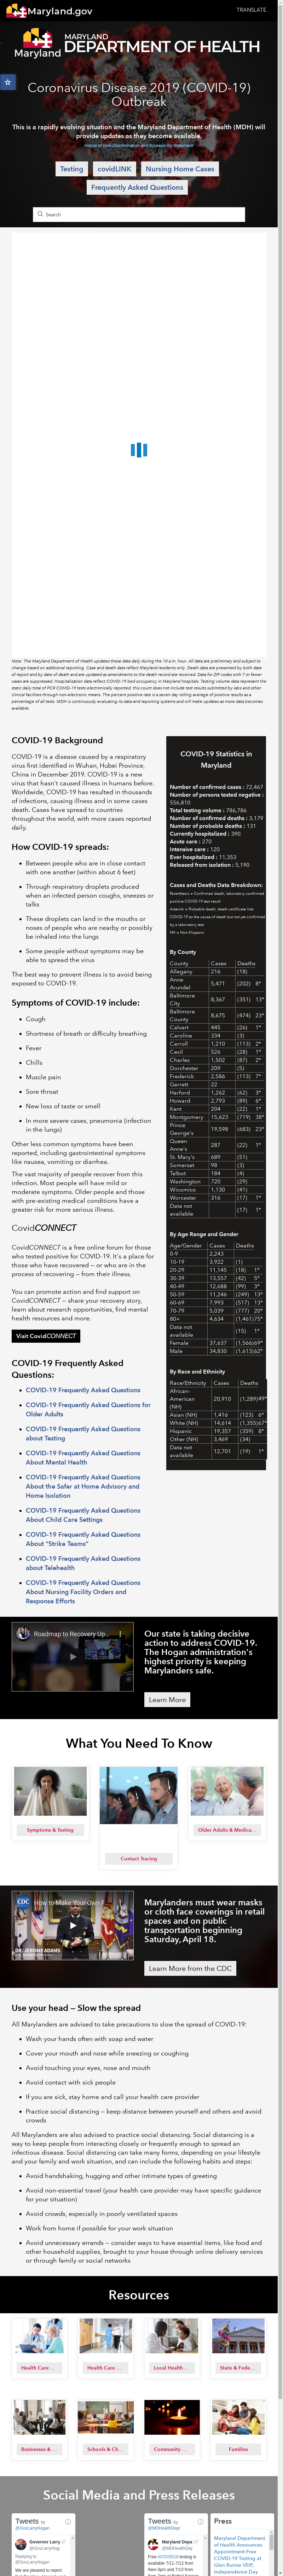 Maryland.gov
TRANSLATE
Maryland
MARYLAND
DEPARTMENT OF HEALTH
Coronavirus Disease 2019 (COVID-19)
Outbreak
This is a rapidly evolving situation and the Maryland Department of Health (MDH) will
provide updates as they become available.
Notice of Non-Discrimination and Accessibility Statement
Testing
covidLINK
Nursing Home Cases
Frequently Asked Questions
Search
Note: The Maryland Department of Health updates these data daily during the 10 a.m. hour. All data are preliminary and subject to
change based on additional reporting. Case and death data reflect Maryland residents only. Death data are presented by both date
of report and by date of death and are updated as amendments to the death record are received. Data for ZIP codes with 7 or fewer
cases are suppressed. Hospitalization data reflect COVID-19 bed occupancy in Maryland hospitals. Testing volume data represent the
static daily total of PCR COVID-19 tests electronically reported; this count does not include test results submitted by labs and other
clinical facilities through non-electronic means. The percent positive rate is a seven-day rolling average of positive results as a
percentage of all tests. MDH is continuously evaluating its data and reporting systems and will make updates as more data becomes
available.
COVID-19 Background
COVID-19 is a disease caused by a respiratory
virus first identified in Wuhan, Hubei Province,
China in December 2019. COVID-19 is a new
virus that hasn't caused illness in humans before.
Worldwide, COVID-19 has resulted in thousands
of infections, causing illness and in some cases
death. Cases have spread to countries
throughout the world, with more cases reported
daily.
How COVID-19 spreads:
Between people who are in close contact
with one another (within about 6 feet)
Through respiratory droplets produced
when an infected person coughs, sneezes or
talks
These droplets can land in the mouths or
noses of people who are nearby or possibly
be inhaled into the lungs
Some people without symptoms may be
able to spread the virus
The best way to prevent illness is to avoid being
exposed to COVID-19.
Symptoms of COVID-19 include:
Cough
Shortness of breath or difficulty breathing
Fever
Chills
Muscle pain
Sore throat
New loss of taste or smell
In more severe cases, pneumonia (infection
in the lungs)
Other less common symptoms have been
reported, including gastrointestinal symptoms
like nausea, vomiting or diarrhea.
The vast majority of people recover from this
infection. Most people will have mild or
moderate symptoms. Older people and those
with pre-existing medical conditions are at
greater risk for more serious illness.
CovidCONNECT
CovidCONNECT is a free online forum for those
who tested positive for COVID-19. It's a place of
connection and healing for those who are – or
who are in the process of recovering – or who
are recovering – from their illness.
You can promote action and find support on
CovidCONNECT — read about others' recovery,
learn about opportunities, and find mental
health resources and more.
Visit CovidCONNECT
COVID-19 Frequently Asked
Questions:
COVID-19 Frequently Asked Questions
COVID-19 Frequently Asked Questions for
Older Adults
COVID-19 Frequently Asked Questions
about Testing
COVID-19 Frequently Asked Questions
About Mental Health
COVID-19 Frequently Asked Questions
About the Safer at Home Advisory and
Home Isolation
COVID-19 Frequently Asked Questions
About Child Care Settings
COVID-19 Frequently Asked Questions
About "Strike Teams"
COVID-19 Frequently Asked Questions
about Telehealth
COVID-19 Frequently Asked Questions
About Nursing Facility Orders and
Response Efforts
COVID-19 Statistics in
Maryland
Number of confirmed cases : 72,467
Number of persons tested negative :
556,810
Total testing volume : 786,786
Number of confirmed deaths : 3,179
Number of probable deaths : 131
Currently hospitalized : 390
Acute care : 270
Intensive care : 120
Ever hospitalized : 11,353
Released from isolation : 5,190
Cases and Deaths Data Breakdown:
Parenthesis = Confirmed death, laboratory-confirmed
positive COVID-19 test result
Asterisk = Probable death, death certificate lists
COVID-19 as the cause of death but not yet confirmed
by a laboratory test
NH = Non-Hispanic
By County
County Cases Deaths
Allegany 216 (18)
Anne
Arundel 5,471 (202) 8*
Baltimore
City 8,367 (351) 13*
Baltimore
County 8,675 (474) 23*
Calvert 445 (26) 1*
Caroline 334 (3)
Carroll 1,210 (113) 2*
Cecil 526 (28) 1*
Charles 1,502 (87) 2*
Dorchester 209 (5)
Frederick 2,586 (113) 7*
Garrett 22
Harford 1,262 (62) 3*
Howard 2,793 (89) 6*
Kent 204 (22) 1*
Montgomery 15,623 (719) 38*
Prince
George's 19,598 (683) 23*
Queen
Anne's 287 (22) 1*
St. Mary's 689 (51)
Somerset 98 (3)
Talbot 184 (4)
Washington 720 (29)
Wicomico 1,130 (41)
Worcester 316 (17) 1*
Data not
available (17) 1*
By Age Range and Gender
Age/Gender Cases Deaths
0-9 2,243
10-19 3,922 (1)
20-29 11,145 (18) 1*
30-39 13,557 (42) 5*
40-49 12,688 (99) 3*
50-59 11,246 (249) 13*
60-69 7,993 (517) 13*
70-79 5,039 (777) 20*
80+ 4,634 (1,461) 75*
Data not
available (15) 1*
Female 37,637 (1,566) 69*
Male 34,830 (1,613) 62*
By Race and Ethnicity
Race/Ethnicity Cases Deaths
African-
American
(NH) 20,910 (1,289) 49*
Asian (NH) 1,416 (123) 6*
White (NH) 14,614 (1,355) 67*
Hispanic 19,357 (359) 8*
Other (NH) 3,469 (34)
Data not
available 12,701 (19) 1*
Roadmap to Recovery Up...
Our state is taking decisive
action to address COVID-19.
The Hogan administration's
highest priority is keeping
Marylanders safe.
Learn More
What You Need To Know
Symptoms & Testing
Contact Tracing
Older Adults & Medica...
CDC
How to Make Your Own F...
DR. JEROME ADAMS
Marylanders must wear masks
or cloth face coverings in retail
spaces and on public
transportation beginning
Saturday, April 18.
Learn More from the CDC
Use your head – Slow the spread
All Marylanders are advised to take precautions to slow the spread of COVID-19:
Wash your hands often with soap and water
Cover your mouth and nose while sneezing or coughing
Avoid touching your eyes, nose and mouth
Avoid contact with sick people
If you are sick, stay home and call your health care provider
Practice social distancing – keep distance between yourself and others and avoid
crowds
All Marylanders are also advised to practice social distancing. Social distancing is a
way to keep people from interacting closely or frequently enough to spread an
infectious disease. Social distancing can take many forms, depending on your lifestyle
and your family and work situation, and can include the following habits and steps:
Avoid handshaking, hugging and other intimate types of greeting
Avoid non-essential travel (your health care provider may have specific guidance
for your situation)
Avoid crowds, especially in poorly ventilated spaces
Work from home if possible for your work situation
Avoid unnecessary errands – consider ways to have essential items, like food and
other household supplies, brought to your house through online delivery services
or through family or social networks
Resources
Health Care ...
Health Care ...
Local Health ...
State & Fede...
Businesses & ...
Schools & Ch...
Community ...
Families
Social Media and Press Releases
Tweets by
@GovLarryHogan
Governor Larry
@GovLarryHog
Replying to
@GovLarryHogan
We are pleased to report
Tweets by
@MDHealthDept
Maryland Depa
@MDHealthDep
Free #COVID19 testing is
available 7/11-7/12 from
9am-3pm and 7/13 from
Press
Maryland Department
of Health Announces
Appointment-Free
COVID-19 Testing at
Glen Burnie VEIP,
Independence Day